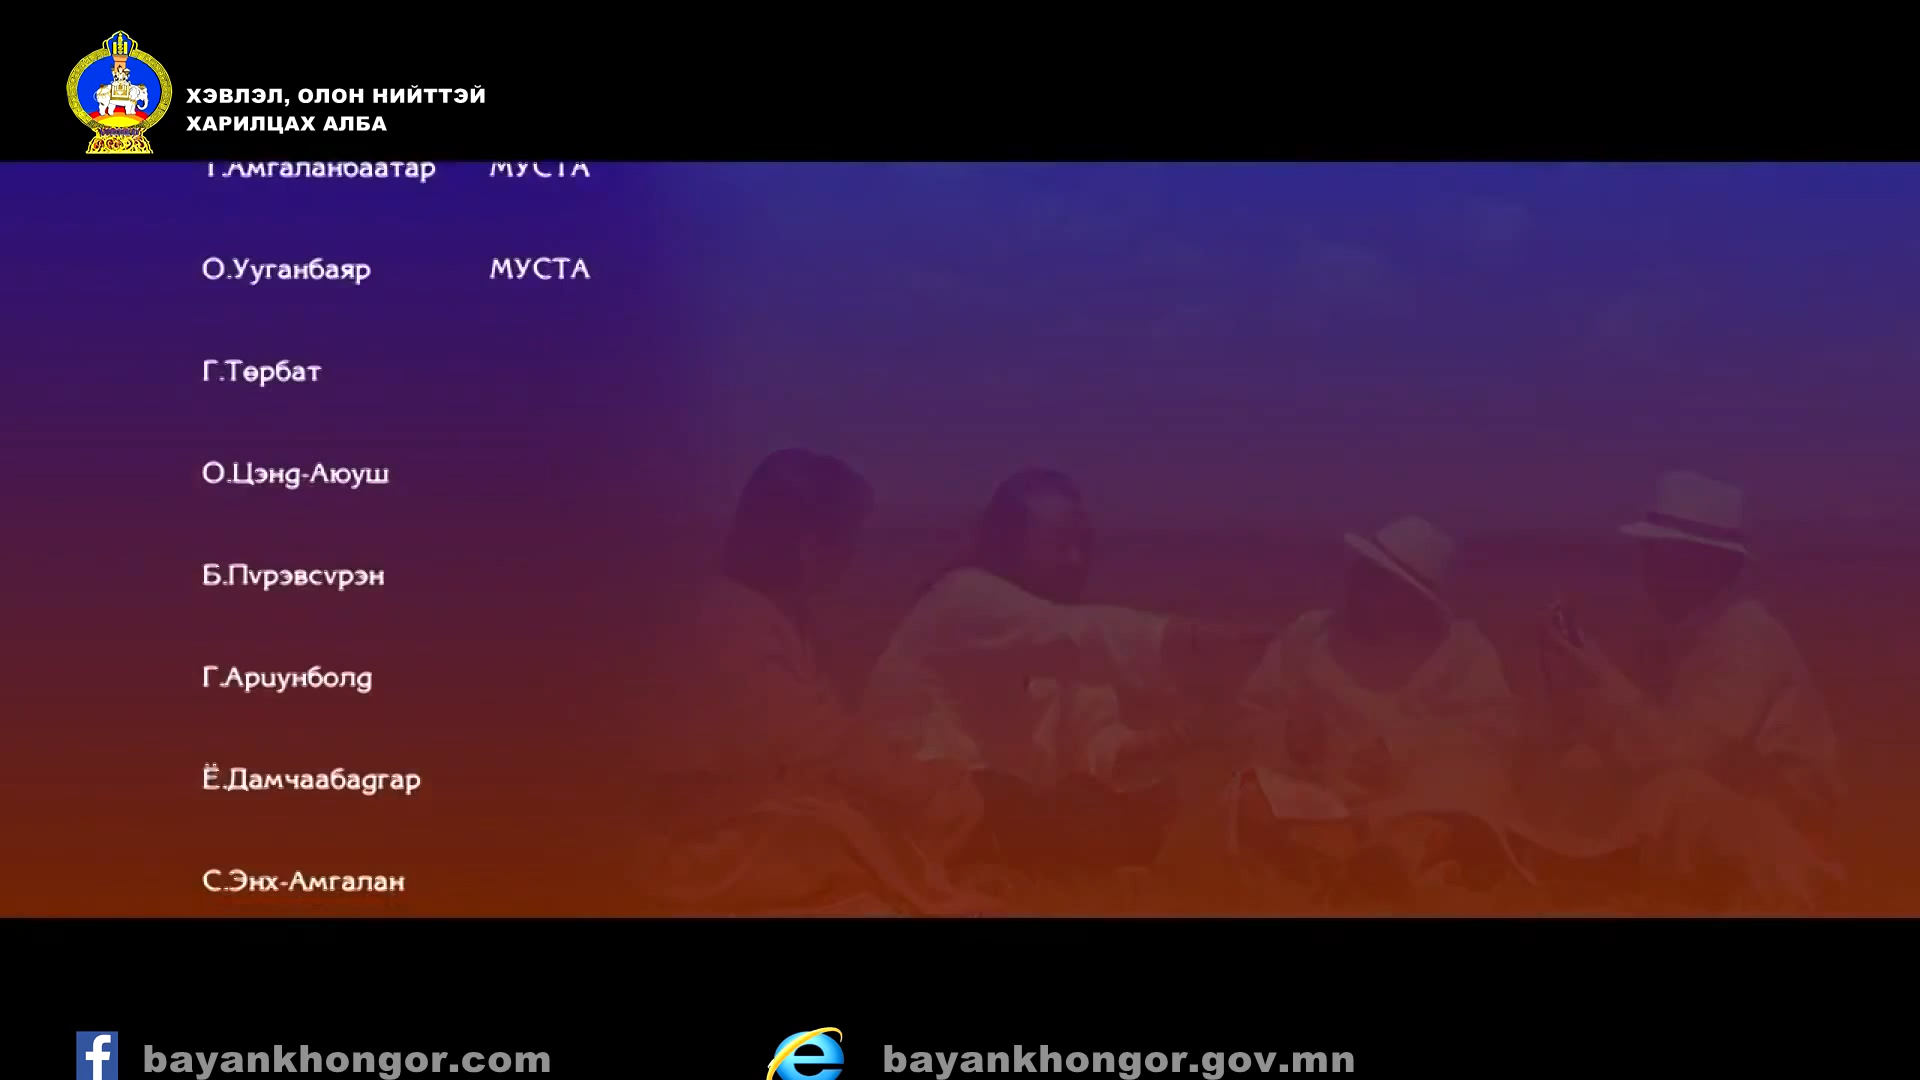 ХЭВЛЭЛ, ОЛОН НИЙТТЭЙ
ХАРИЛЦАХ АЛБА
Т.Амгаланбаатар МУСТА
О.Ууганбаяр МУСТА
Г.Төрбат
О.Цэнд-Аюуш
Б.Пvрэвсvрэн
Г.Ариунболд
Ё.Дамчаабадгар
С.Энх-Амгалан
bayankhongor.com
bayankhongor.gov.mn